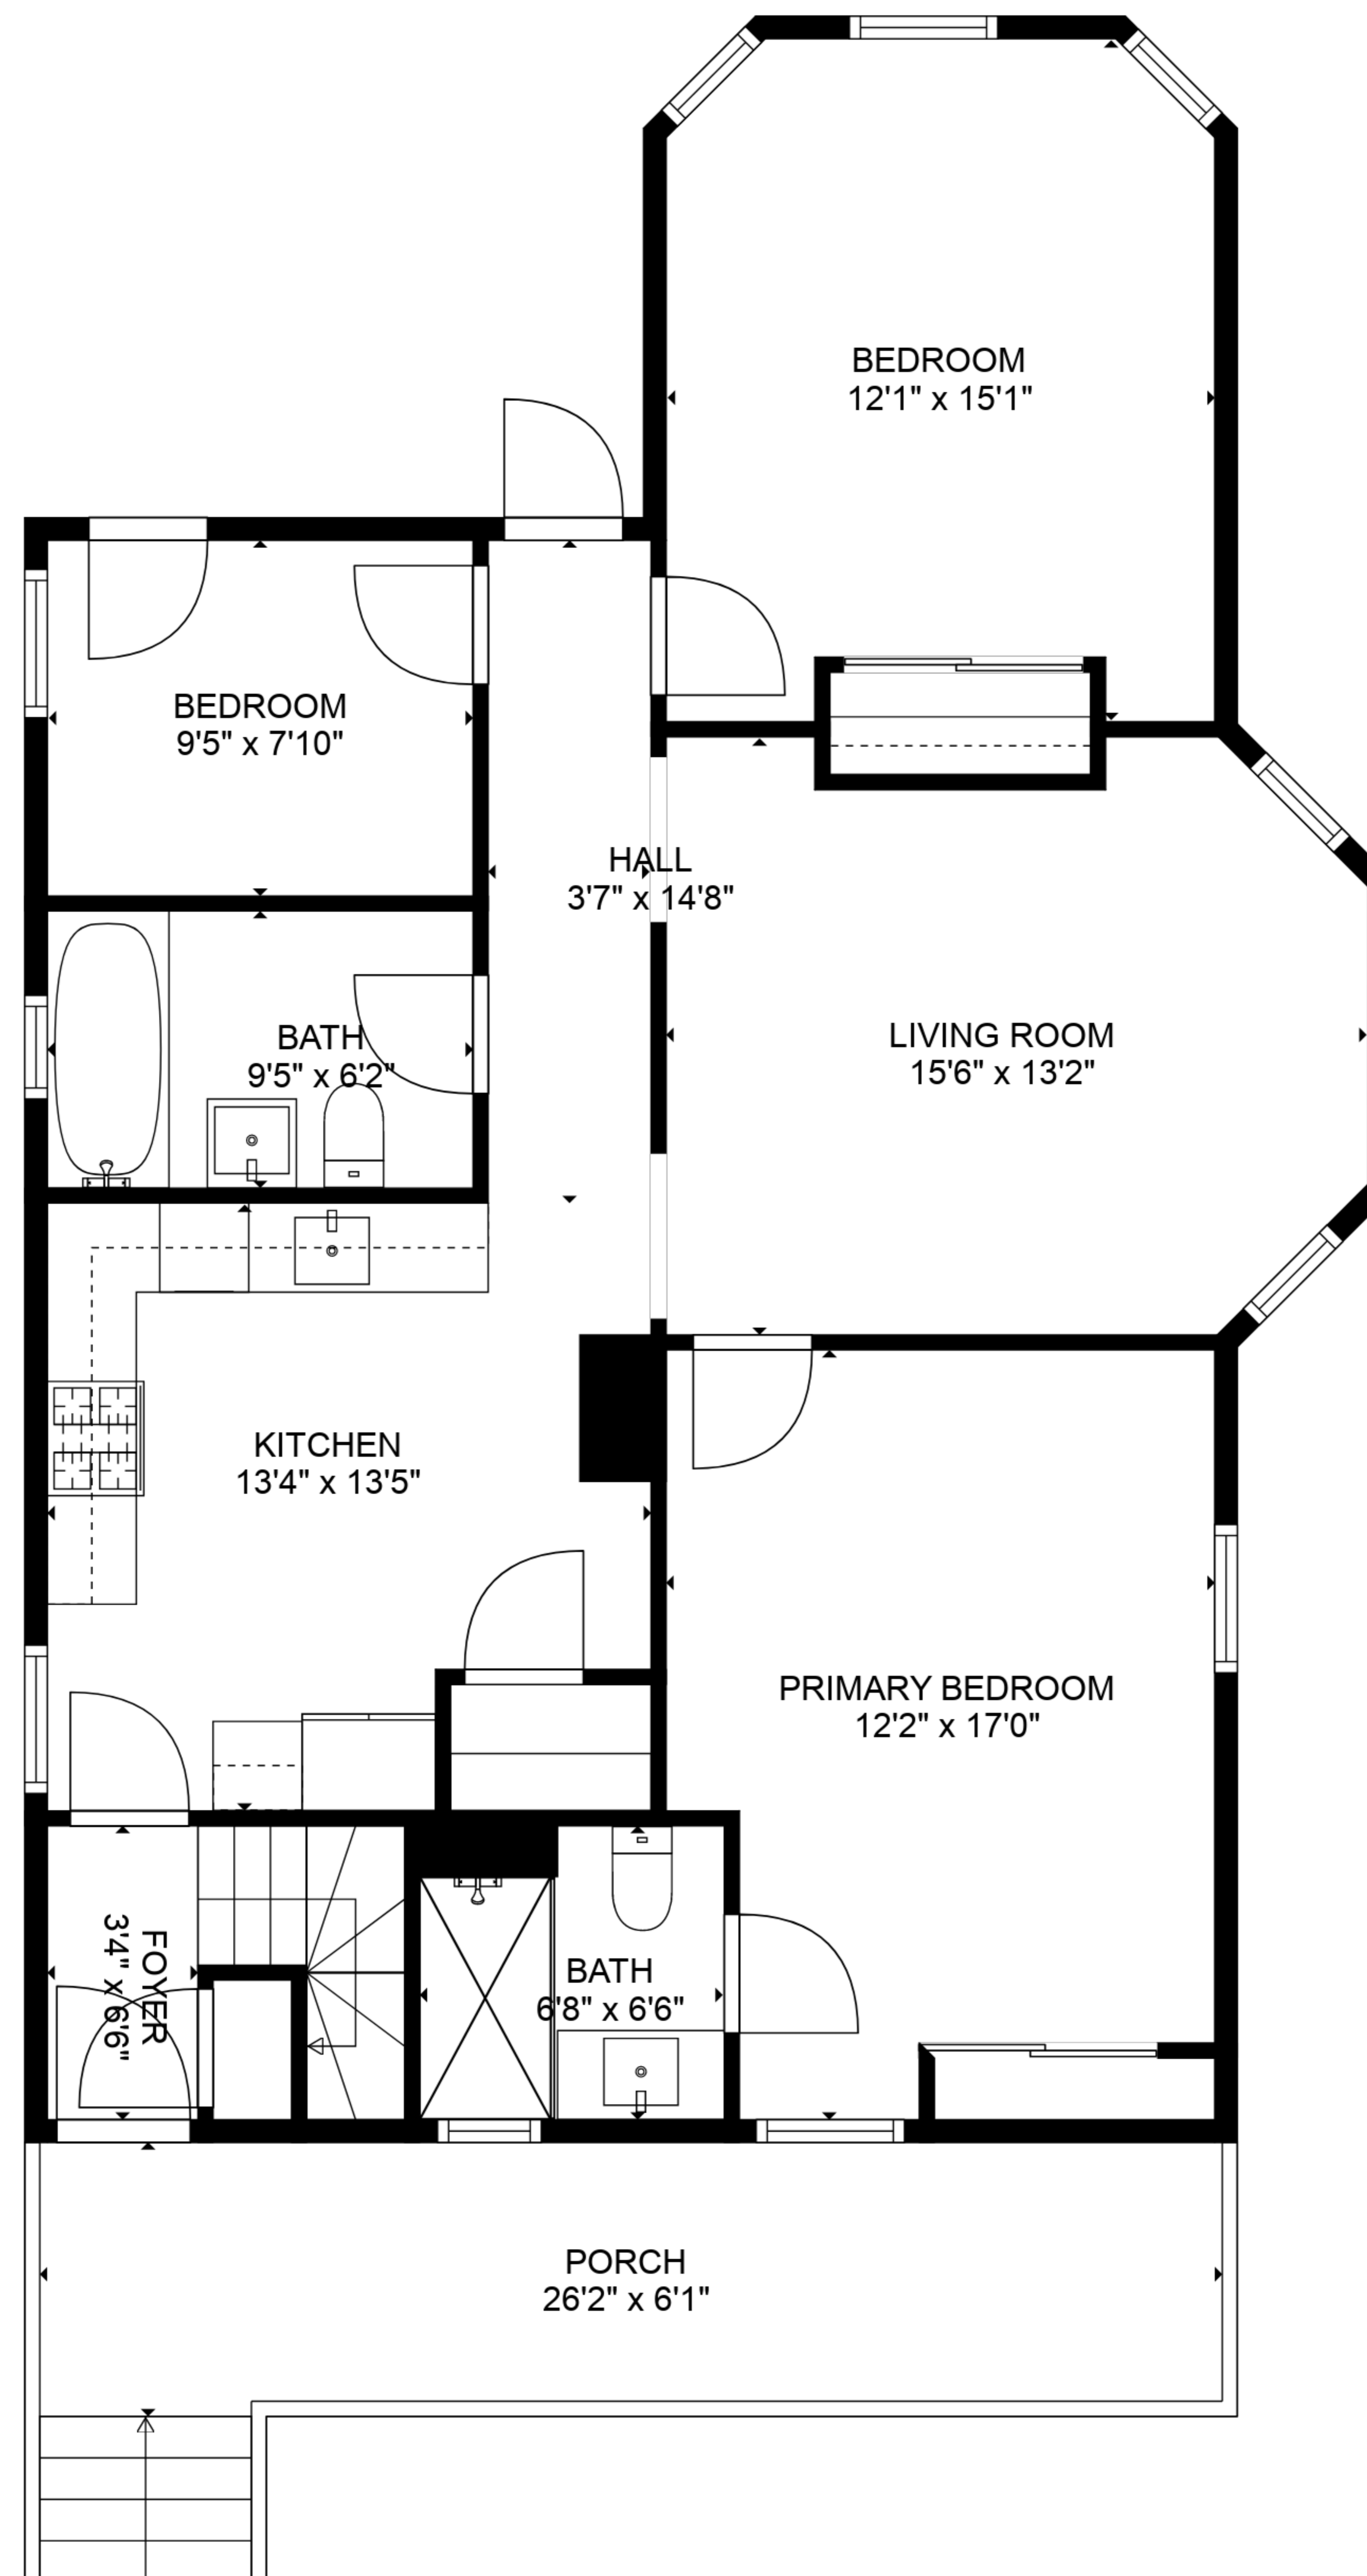 BEDROOM
12'1" x 15'1"
BEDROOM
9'5" x 7'10"
HALL
3'7" x 14'8"
BATH
9'5" x 6'2"
LIVING ROOM
15'6" x 13'2"
KITCHEN
13'4" x 13'5"
PRIMARY BEDROOM
12'2" x 17'0"
FOYER
3'4" x 6'6"
BATH
6'8" x 6'6"
PORCH
26'2" x 6'1"